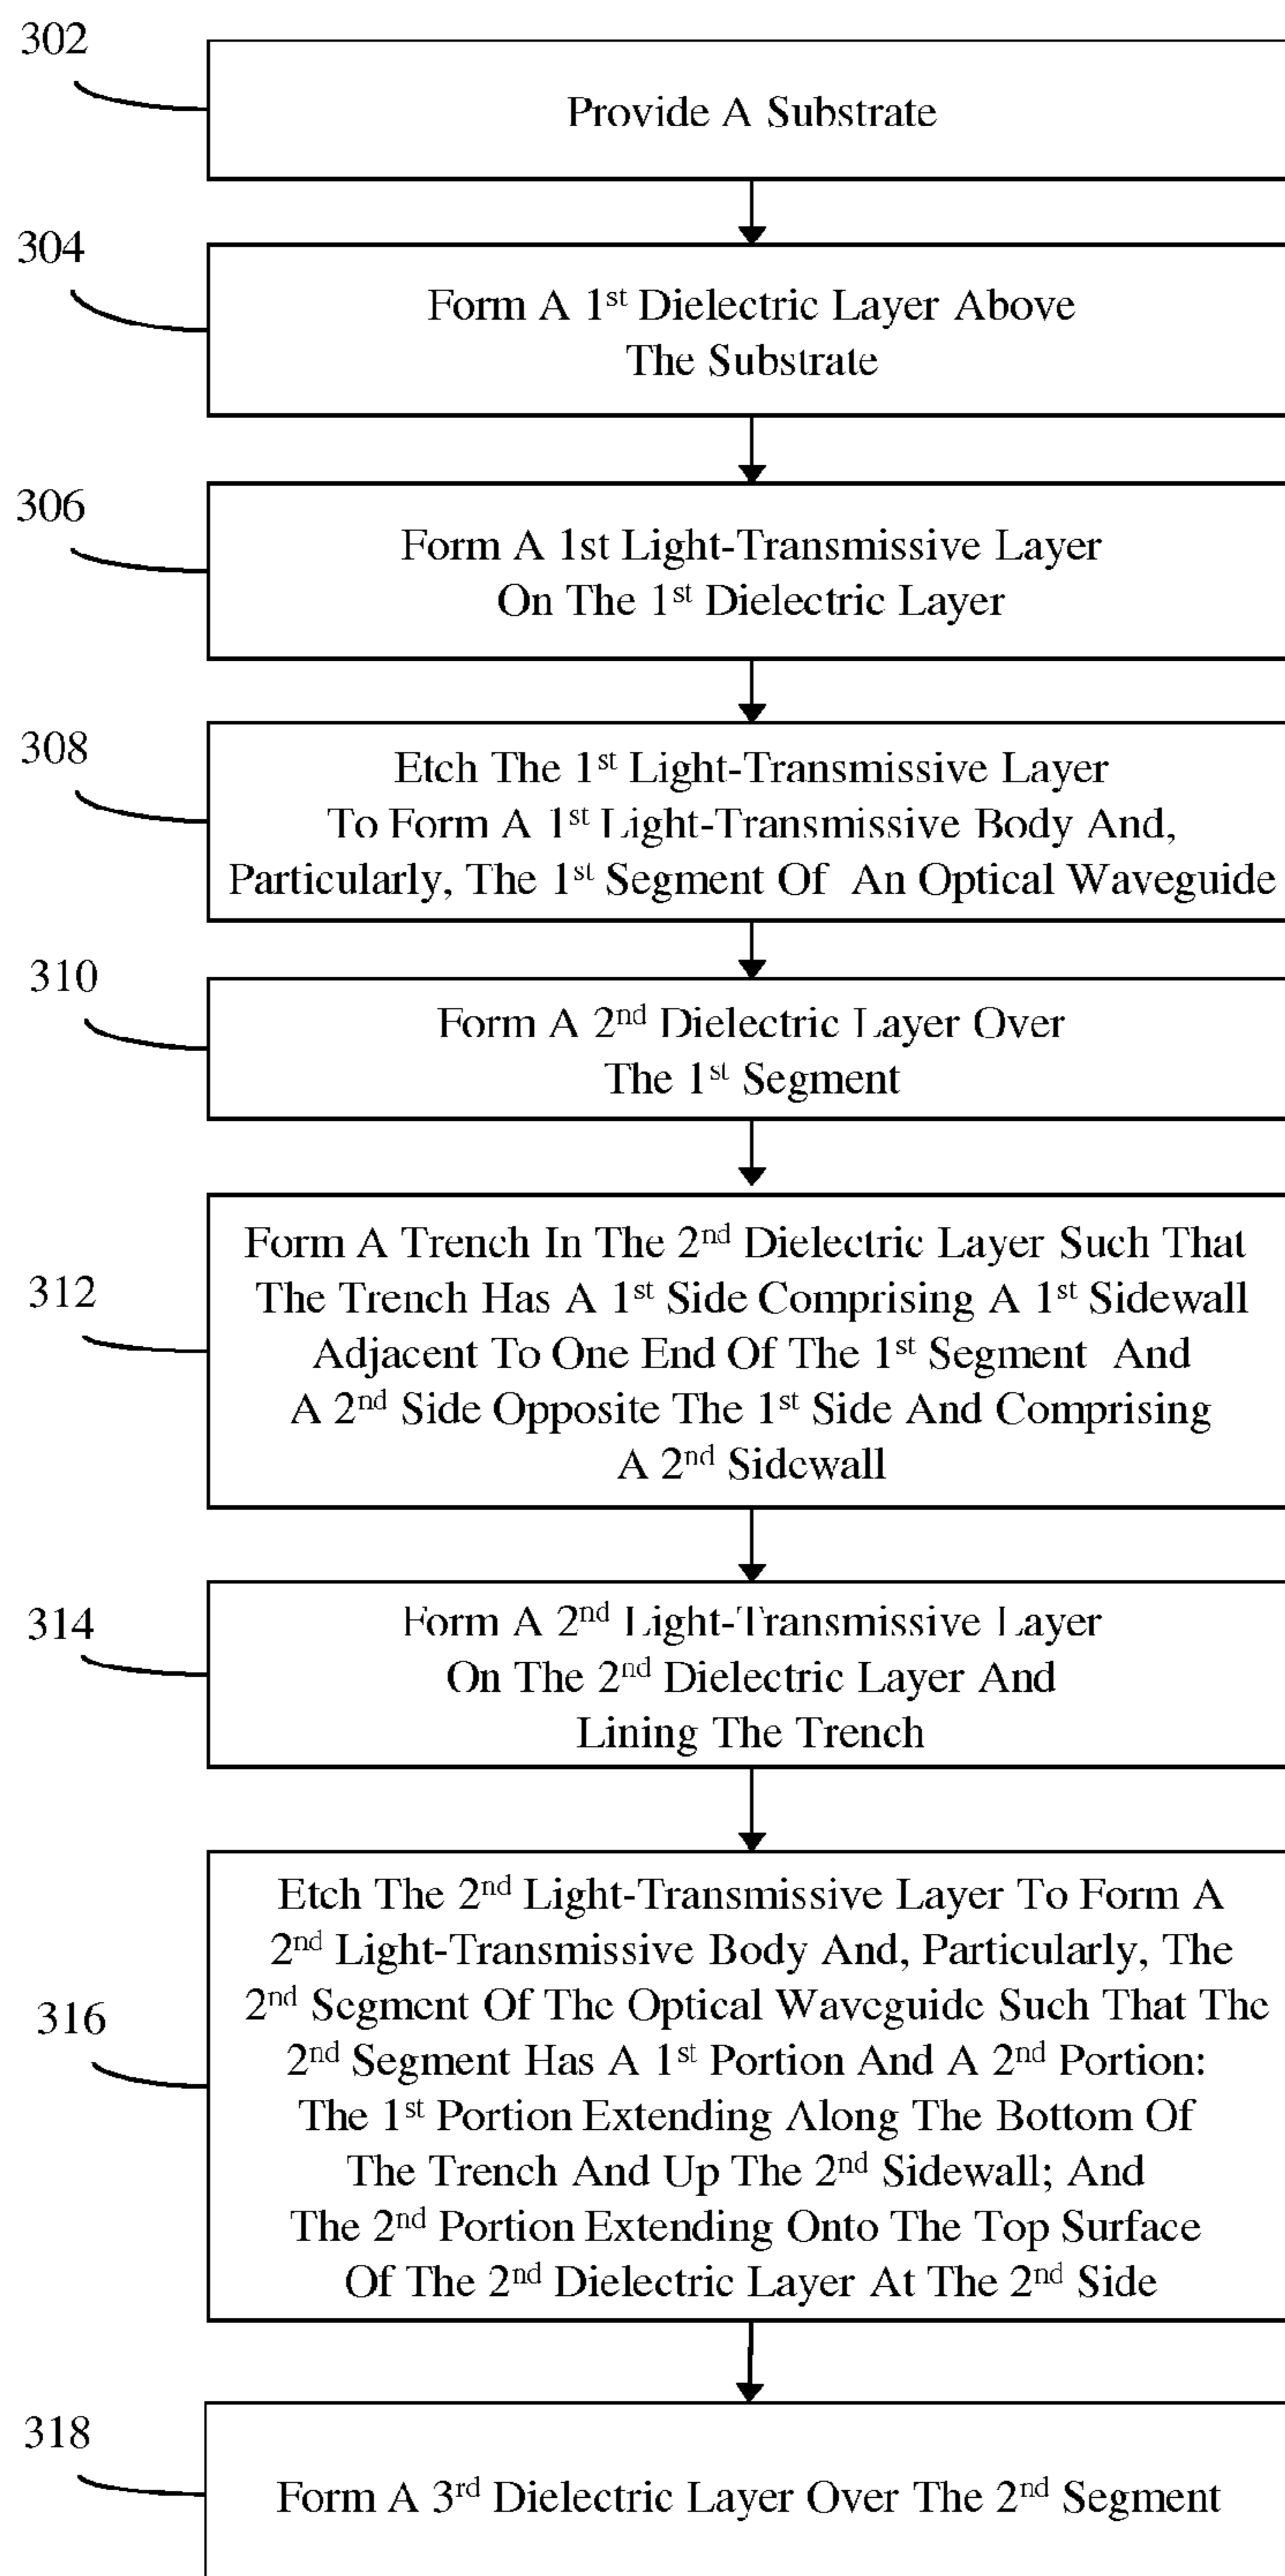 302
Provide A Substrate
304
Form A 1st Dielectric Layer Above
The Substrate
306
Form A 1st Light-Transmissive Layer
On The 1st Dielectric Layer
308
Etch The 1st Light-Transmissive Layer
To Form A 1st Light-Transmissive Body And,
Particularly, The 1st Segment Of An Optical Waveguide
310
Form A 2nd Dielectric Layer Over
The 1st Segment
312
Form A Trench In The 2nd Dielectric Layer Such That
The Trench Has A 1st Side Comprising A 1st Sidewall
Adjacent To One End Of The 1st Segment And
A 2nd Side Opposite The 1st Side And Comprising
A 2nd Sidewall
314
Form A 2nd Light-Transmissive Layer
On The 2nd Dielectric Layer And
Lining The Trench
316
Etch The 2nd Light-Transmissive Layer To Form A
2nd Light-Transmissive Body And, Particularly, The
2nd Segment Of The Optical Waveguide Such That The
2nd Segment Has A 1st Portion And A 2nd Portion:
The 1st Portion Extending Along The Bottom Of
The Trench And Up The 2nd Sidewall; And
The 2nd Portion Extending Onto The Top Surface
Of The 2nd Dielectric Layer At The 2nd Side
318
Form A 3rd Dielectric Layer Over The 2nd Segment